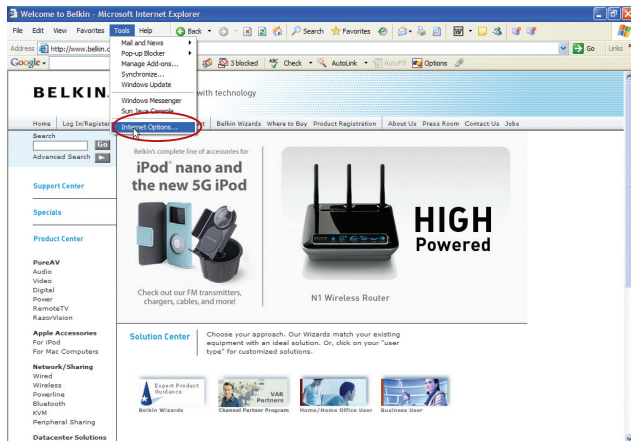 Welcome to Belkin - Microsoft Internet Explorer
File Edit View Favorites Tools Help Back Search Favorites
Address http://www.belkin.c Go Links
Google 3 blocked Check AutoLink AutoFill Options
Mail and News
Pop-up Blocker
Manage Add-ons...
Synchronize...
Windows Update
Windows Messenger
Sun Java Console
Internet Options...
BELKIN. with technology
Home Log In/Register Belkin Wizards Where to Buy Product Registration About Us Press Room Contact Us Jobs
Search
Go
Advanced Search
Support Center
Specials
Product Center
PureAV
Audio
Video
Digital
Power
RemoteTV
RazorVision
Apple Accessories
For iPod
For Mac Computers
Network/Sharing
Wired
Wireless
Powerline
Bluetooth
KVM
Peripheral Sharing
Datacenter Solutions
Belkin's complete line of accessories for
iPod® nano and
the new 5G iPod
Check out our FM transmitters,
chargers, cables, and more!
HIGH
Powered
N1 Wireless Router
Solution Center
Choose your approach. Our Wizards match your existing
equipment with an ideal solution. Or, click on your "user
type" for customized solutions.
Expert Product
Guidance
Belkin Wizards
VAR
Partners
Channel Partner Program
Home/Home Office User
Business User